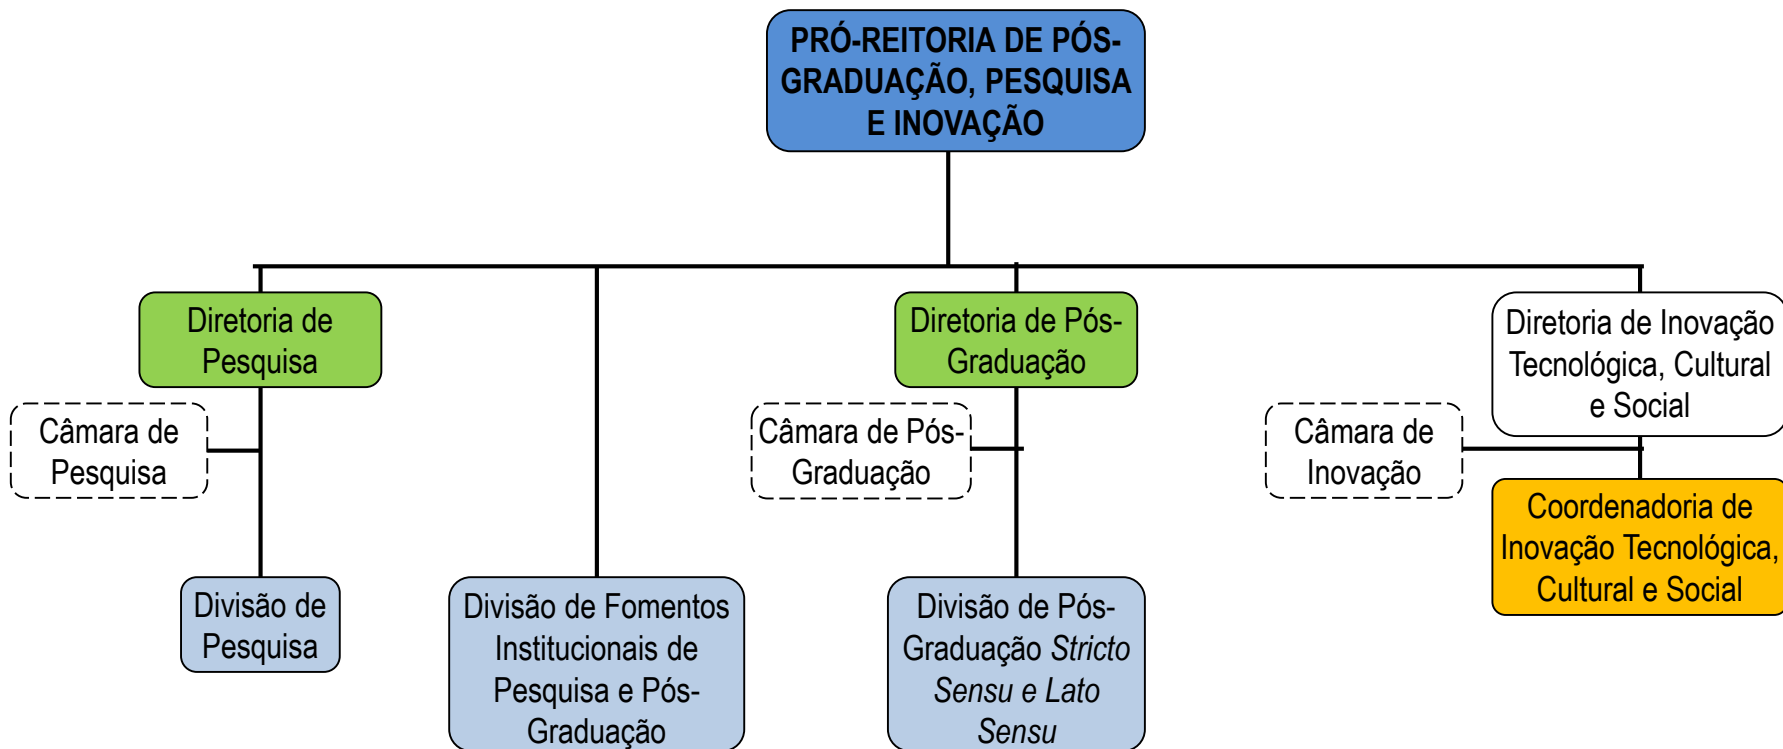 PRÓ-REITORIA DE PÓS-
GRADUAÇÃO, PESQUISA
E INOVAÇÃO
Diretoria de
Pesquisa
Diretoria de Pós-
Graduação
Diretoria de Inovação
Tecnológica, Cultural
e Social
Câmara de
Pesquisa
Câmara de Pós-
Graduação
Câmara de
Inovação
Coordenadoria de
Inovação Tecnológica,
Cultural e Social
Divisão de
Pesquisa
Divisão de Fomentos
Institucionais de
Pesquisa e Pós-
Graduação
Divisão de Pós-
Graduação Stricto
Sensu e Lato
Sensu